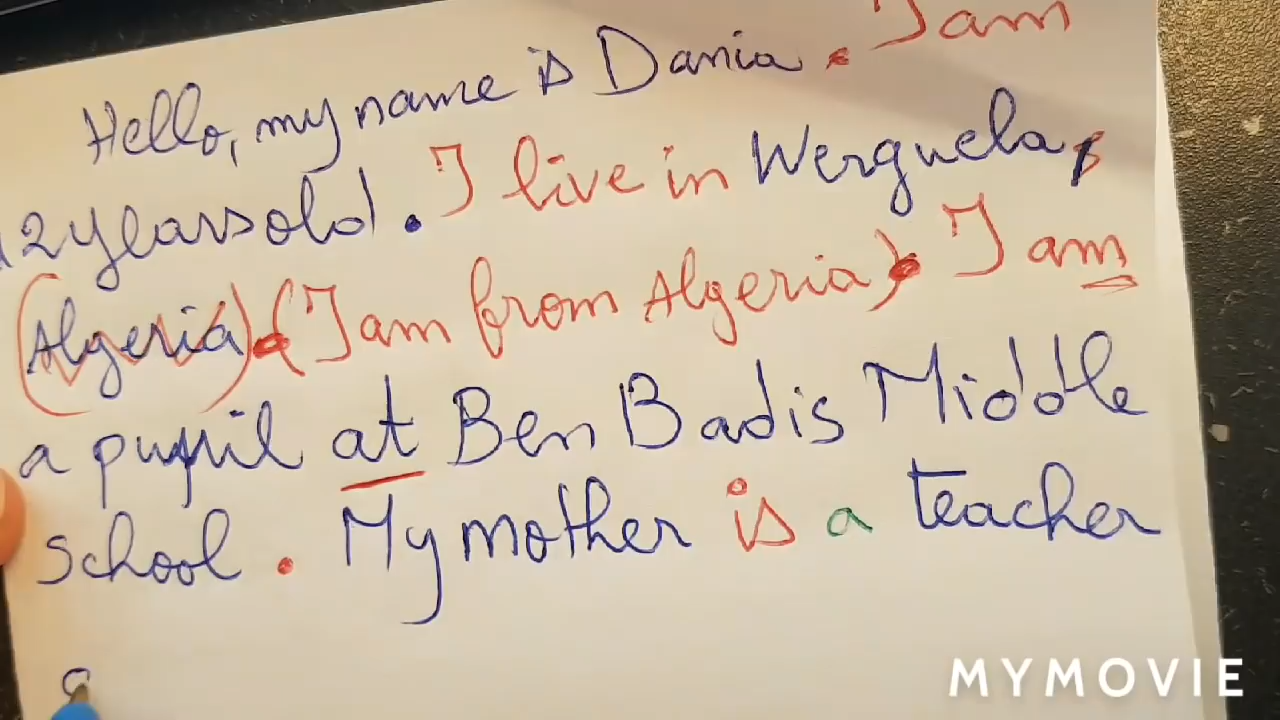 Hello, my name is Dania. I am
12 years old. I live in Werguela,
(Algeria). (I am from Algeria). I am
a pupil at Ben Badis Middle
school. My mother is a teacher
MYMOVIE